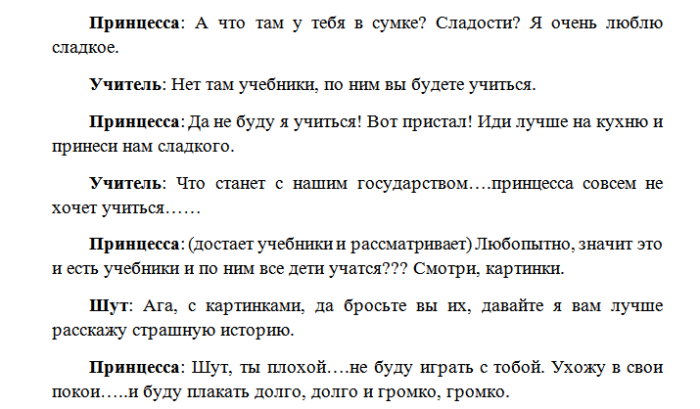 Принцесса: А что там у тебя в сумке? Сладости? Я очень люблю
сладкое.
Учитель: Нет там учебники, по ним вы будете учиться.
Принцесса: Да не буду я учиться! Вот пристал! Иди лучше на кухню и
принеси нам сладкого.
Учитель: Что станет с нашим государством….принцесса совсем не
хочет учиться……
Принцесса: (достает учебники и рассматривает) Любопытно, значит это
и есть учебники и по ним все дети учатся??? Смотри, картинки.
Шут: Ага, с картинками, да бросьте вы их, давайте я вам лучше
расскажу страшную историю.
Принцесса: Шут, ты плохой….не буду играть с тобой. Ухожу в свои
покои…..и буду плакать долго, долго и громко, громко.